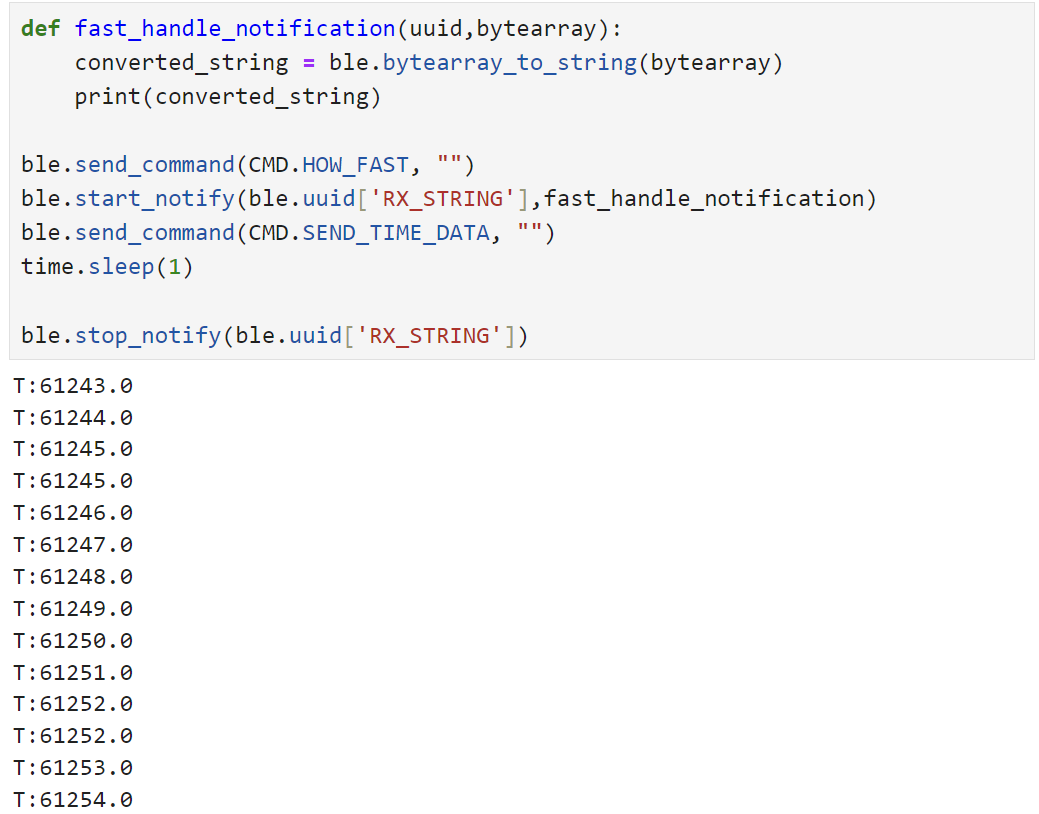 def fast_handle_notification(uuid,bytearray):
    converted_string = ble.bytearray_to_string(bytearray)
    print(converted_string)

ble.send_command(CMD.HOW_FAST, "")
ble.start_notify(ble.uuid['RX_STRING'],fast_handle_notification)
ble.send_command(CMD.SEND_TIME_DATA, "")
time.sleep(1)

ble.stop_notify(ble.uuid['RX_STRING'])
T:61243.0
T:61244.0
T:61245.0
T:61245.0
T:61246.0
T:61247.0
T:61248.0
T:61249.0
T:61250.0
T:61251.0
T:61252.0
T:61252.0
T:61253.0
T:61254.0